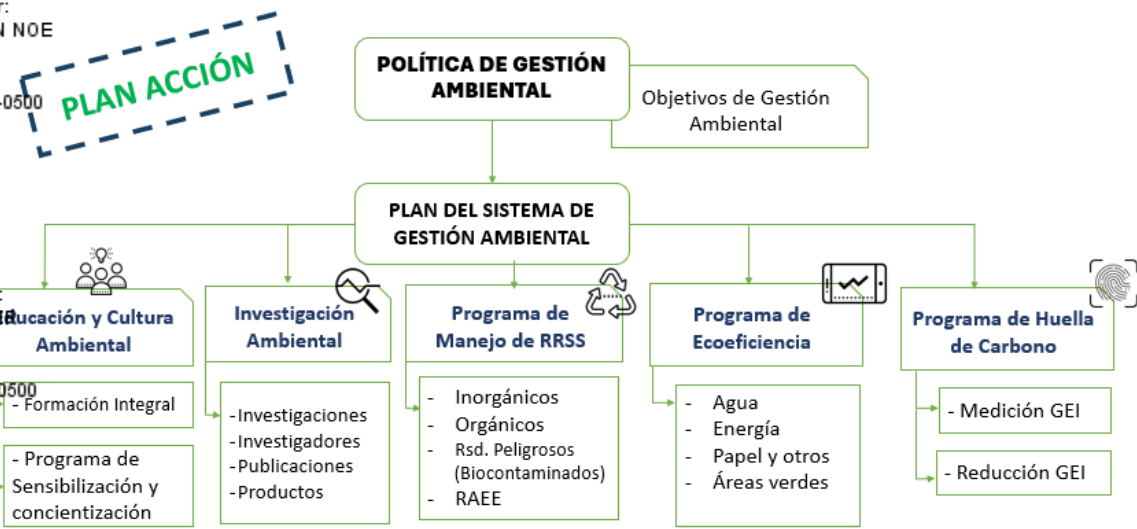 r:
N NOE
-0500
PLAN ACCIÓN
POLÍTICA DE GESTIÓN
AMBIENTAL
Objetivos de Gestión
Ambiental
PLAN DEL SISTEMA DE
GESTIÓN AMBIENTAL
Educación y Cultura
Ambiental
Investigación
Ambiental
Programa de
Manejo de RRSS
Programa de
Ecoeficiencia
Programa de Huella
de Carbono
0500
- Formación Integral
- Programa de
Sensibilización y
concientización
-Investigaciones
-Investigadores
-Publicaciones
-Productos
- Inorgánicos
- Orgánicos
- Rsd. Peligrosos
(Biocontaminados)
- RAEE
- Agua
- Energía
- Papel y otros
- Áreas verdes
- Medición GEI
- Reducción GEI